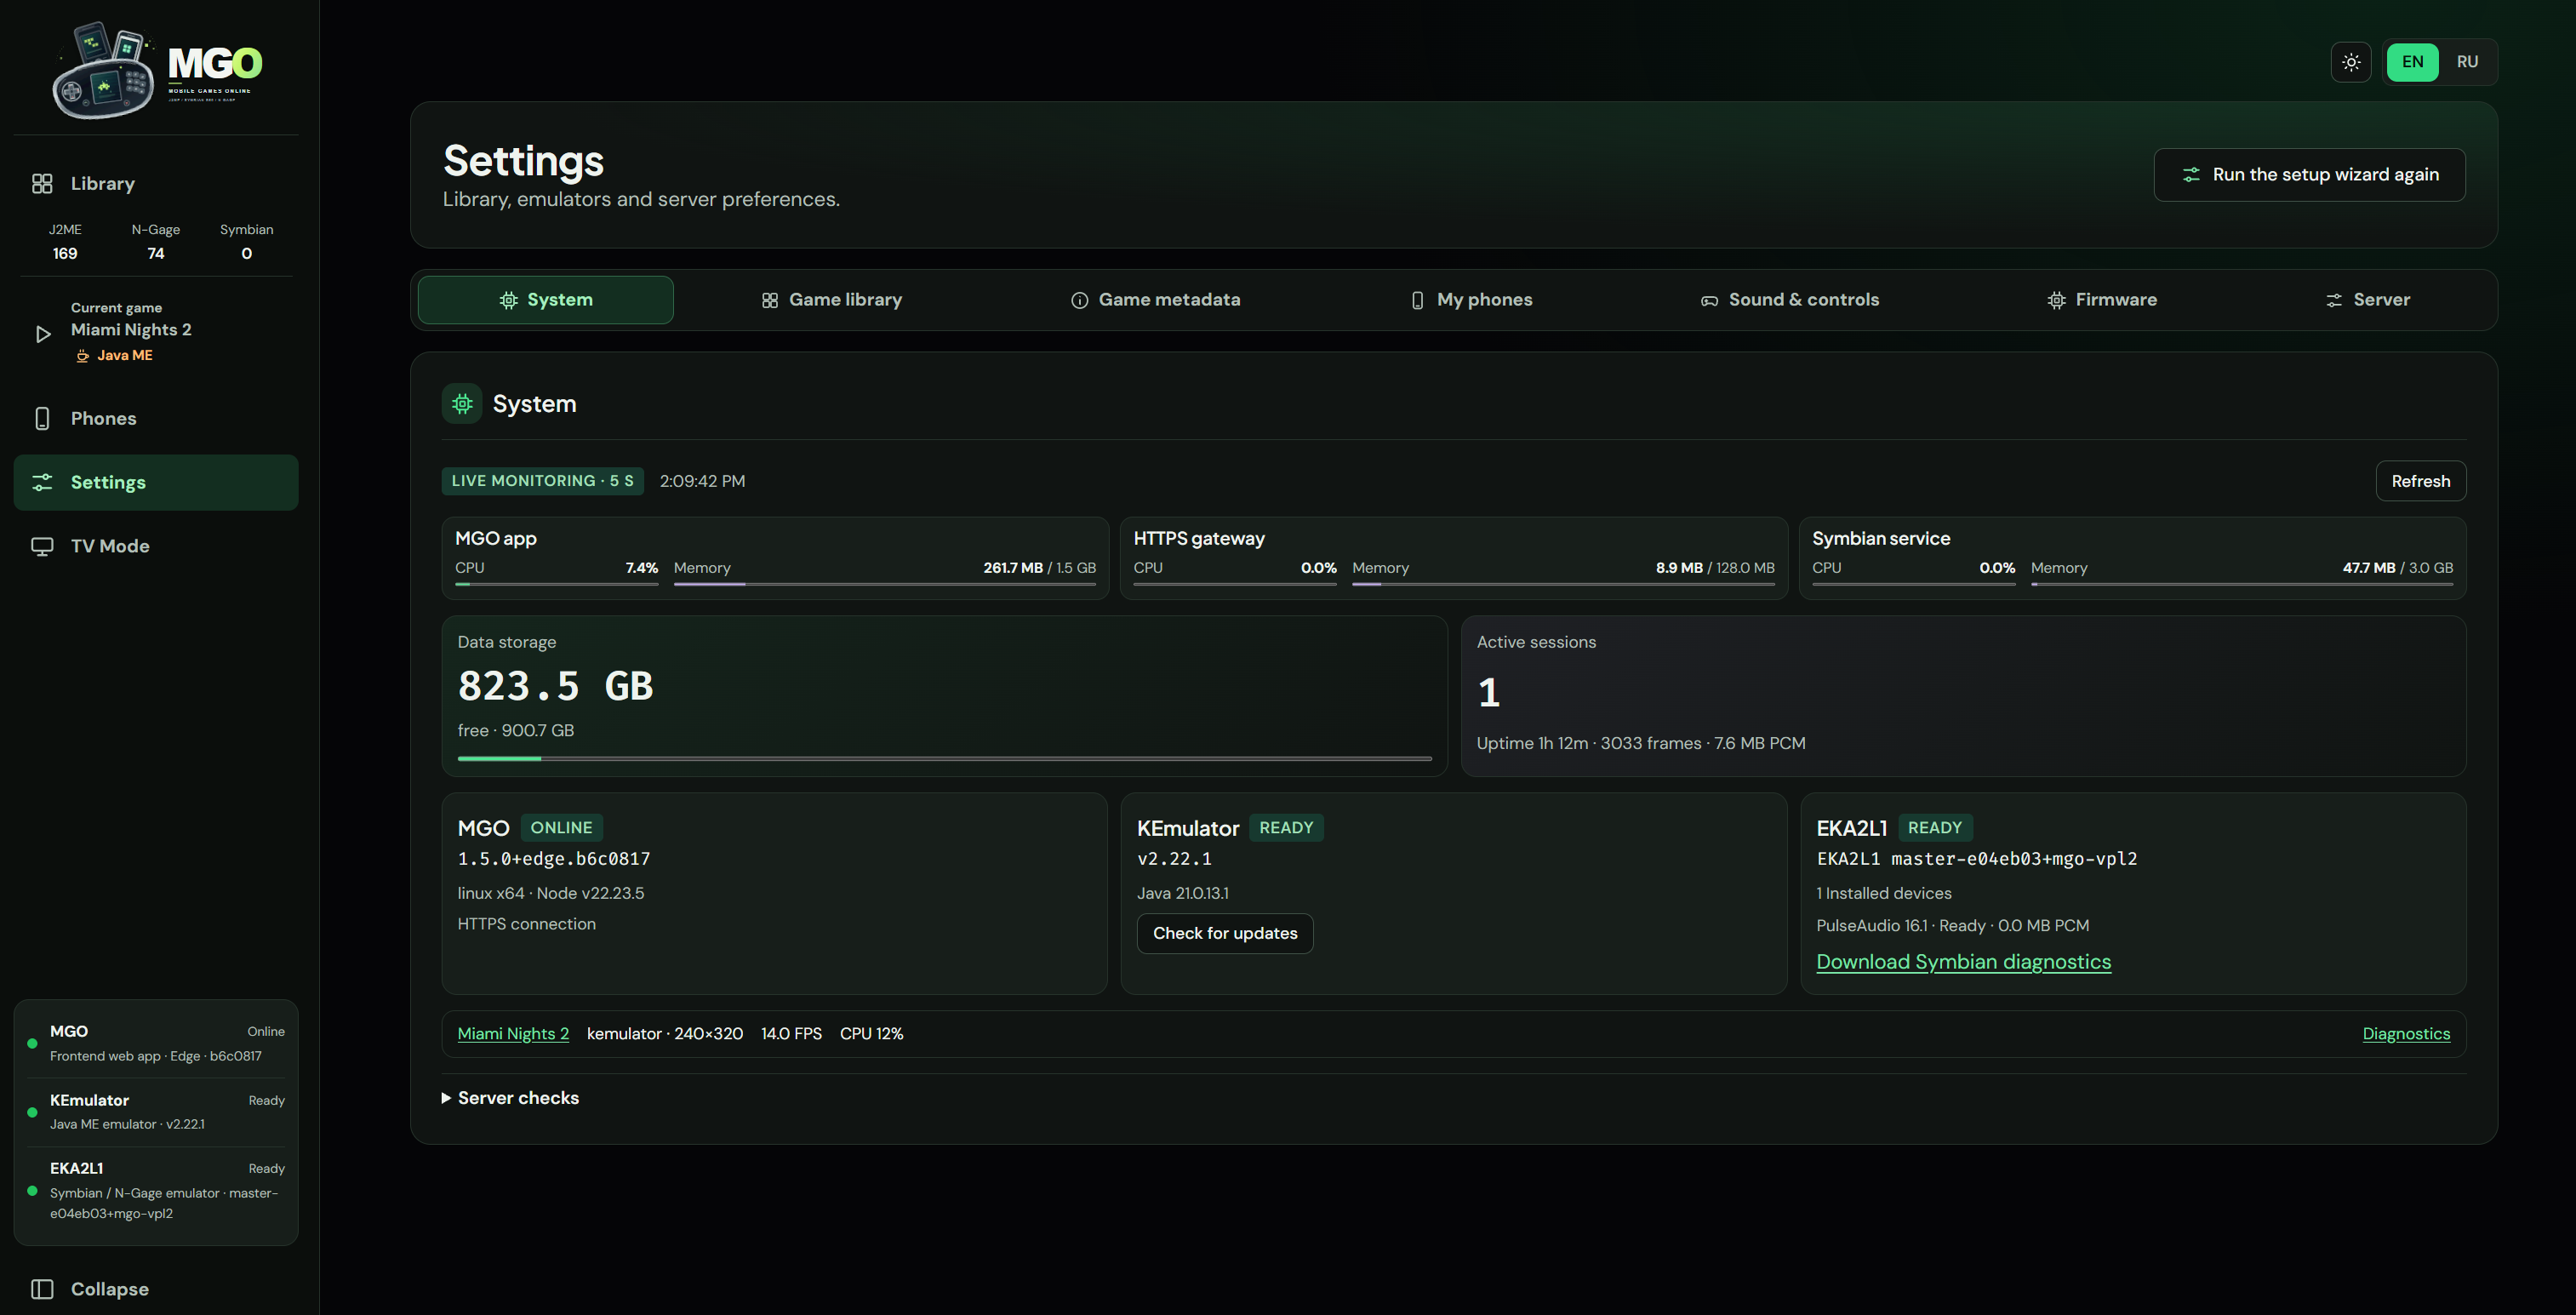 MGO
MOBILE GAMES ONLINE
EN
RU
Library
J2ME
N-Gage
Symbian
169
74
0
Current game
Miami Nights 2
Java ME
Phones
Settings
TV Mode
MGO
Online
Frontend web app · Edge · b6c0817
KEmulator
Ready
Java ME emulator · v2.22.1
EKA2L1
Ready
Symbian / N-Gage emulator · master-
e04eb03+mgo-vpl2
Collapse
Settings
Library, emulators and server preferences.
Run the setup wizard again
System
Game library
Game metadata
My phones
Sound & controls
Firmware
Server
System
LIVE MONITORING · 5 S
2:09:42 PM
Refresh
MGO app
CPU 7.4% Memory 261.7 MB / 1.5 GB
HTTPS gateway
CPU 0.0% Memory 8.9 MB / 128.0 MB
Symbian service
CPU 0.0% Memory 47.7 MB / 3.0 GB
Data storage
823.5 GB
free · 900.7 GB
Active sessions
1
Uptime 1h 12m · 3033 frames · 7.6 MB PCM
MGO ONLINE
1.5.0+edge.b6c0817
linux x64 · Node v22.23.5
HTTPS connection
KEmulator READY
v2.22.1
Java 21.0.13.1
Check for updates
EKA2L1 READY
EKA2L1 master-e04eb03+mgo-vpl2
1 Installed devices
PulseAudio 16.1 · Ready · 0.0 MB PCM
Download Symbian diagnostics
Miami Nights 2 kemulator · 240×320 14.0 FPS CPU 12%
Diagnostics
Server checks